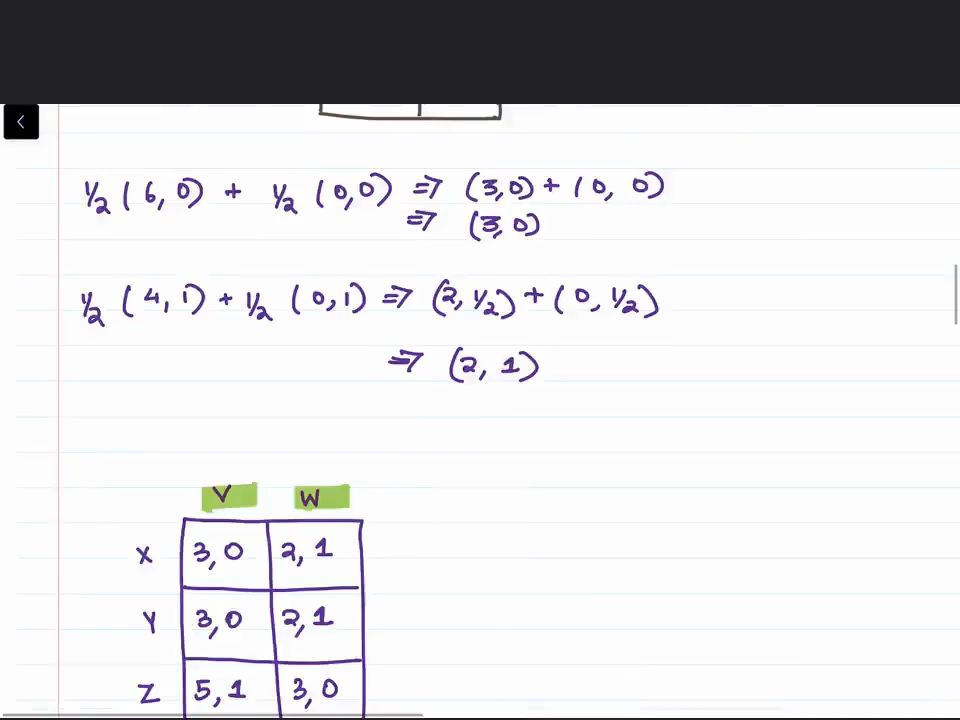 1/2 ( 6, 0) + 1/2 (0,0) => (3,0) + (0, 0)
=> (3, 0)
1/2 (4, 1) + 1/2 (0, 1) => (2, 1/2) + (0, 1/2)
=> (2, 1)
V W
X 3, 0 2, 1
Y 3, 0 2, 1
Z 5, 1 3, 0